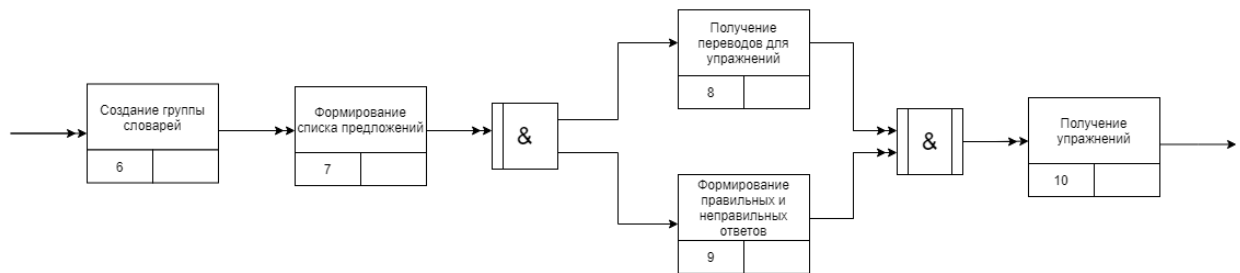 Создание группы
словарей
6
Формирование
списка предложений
7
&
Получение
переводов для
упражнений
8
Формирование
правильных и
неправильных
ответов
9
&
Получение
упражнений
10